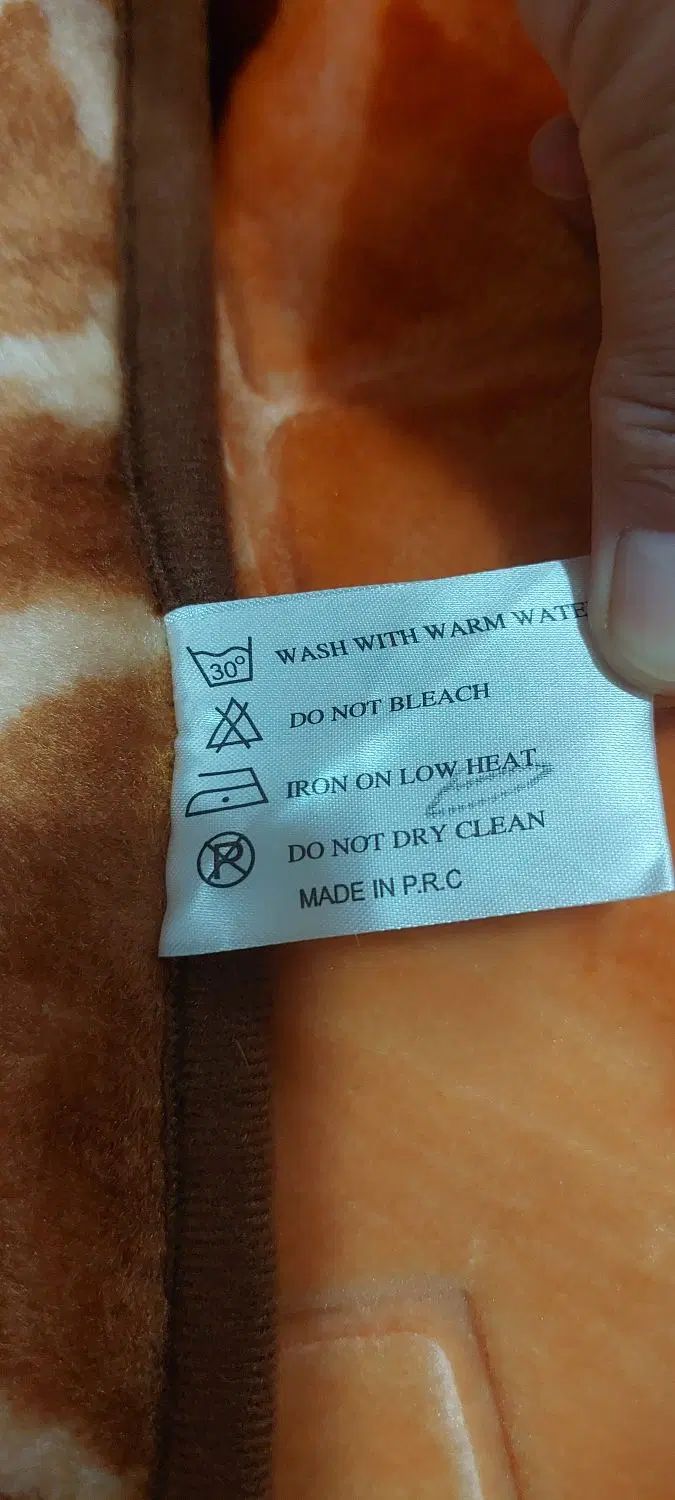 30° WASH WITH WARM WATE
DO NOT BLEACH
IRON ON LOW HEAT
P DO NOT DRY CLEAN
MADE IN P.R.C